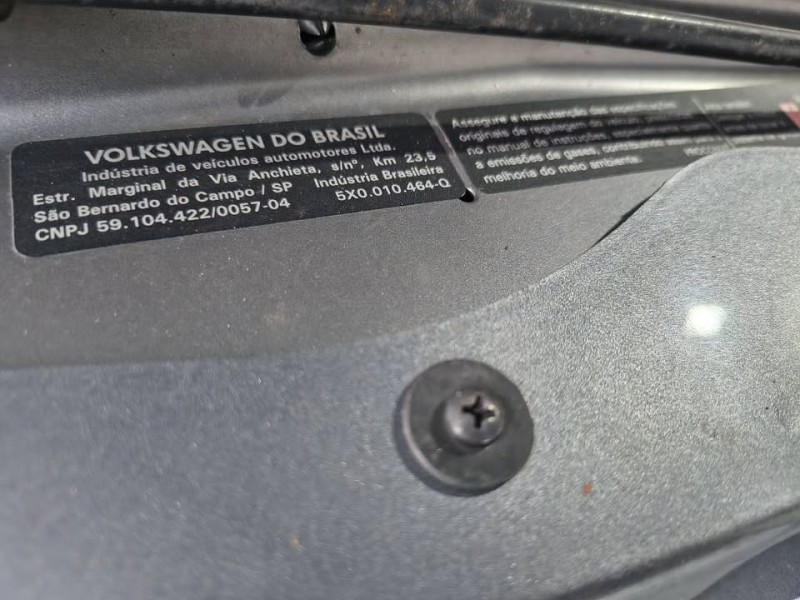 VOLKSWAGEN DO BRASIL
Indústria de veículos automotores Ltda.
Estr. Marginal da Via Anchieta, s/nº, Km 23,5
São Bernardo do Campo / SP Indústria Brasileira
CNPJ 59.104.422/0057-04 5X0.010.464-Q
Assegure a manutenção das especificações
originais de regulagem do veículo,
no manual de instruções,
a emissões de gases, contribuindo
melhoria do meio ambiente.